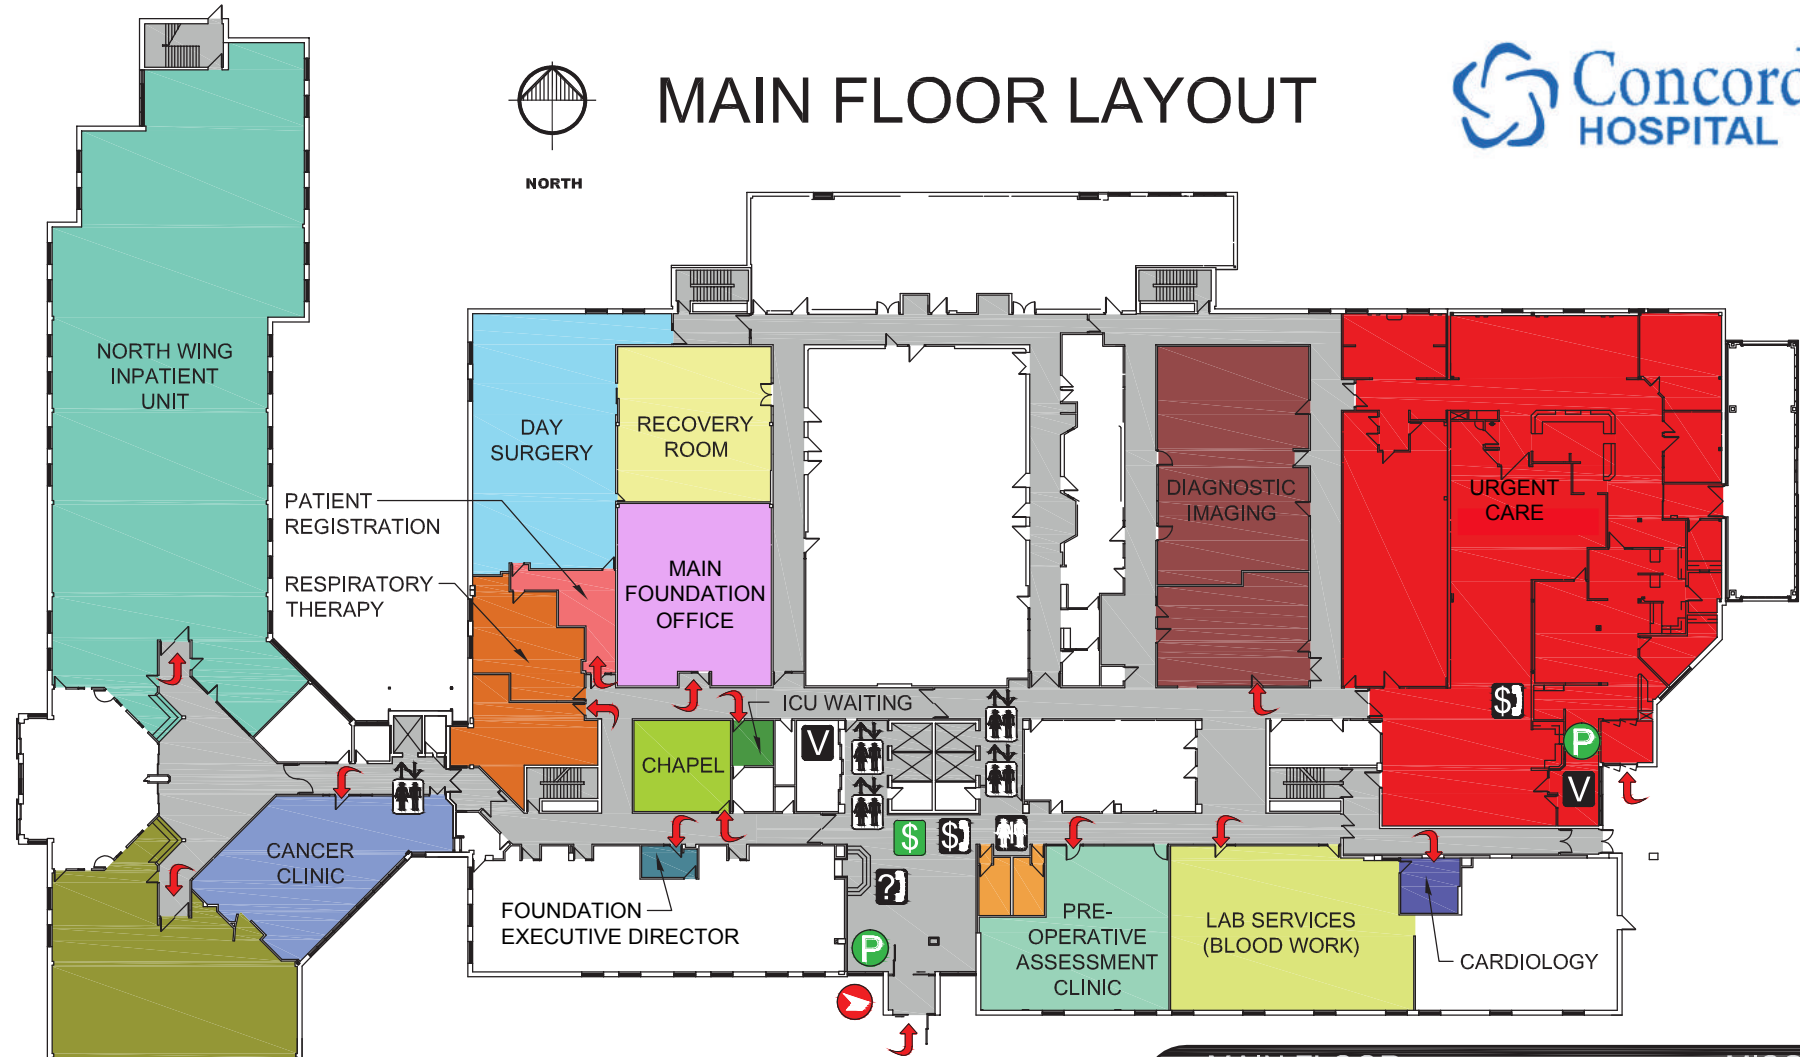 MAIN FLOOR LAYOUT
Concord
HOSPITAL
NORTH
NORTH WING
INPATIENT
UNIT
DAY
SURGERY
RECOVERY
ROOM
PATIENT
REGISTRATION
RESPIRATORY
THERAPY
MAIN
FOUNDATION
OFFICE
DIAGNOSTIC
IMAGING
URGENT
CARE
ICU WAITING
CHAPEL
V
$
P
V
$
$
?
P
CANCER
CLINIC
FOUNDATION
EXECUTIVE DIRECTOR
PRE-
OPERATIVE
ASSESSMENT
CLINIC
LAB SERVICES
(BLOOD WORK)
CARDIOLOGY
MAIN FLOOR